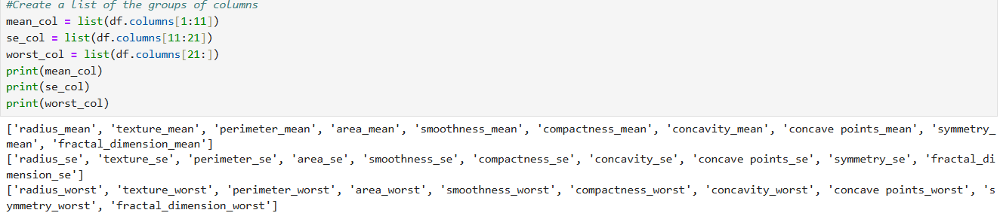 #Create a list of the groups of columns
mean_col = list(df.columns[1:11])
se_col = list(df.columns[11:21])
worst_col = list(df.columns[21:])
print(mean_col)
print(se_col)
print(worst_col)
['radius_mean', 'texture_mean', 'perimeter_mean', 'area_mean', 'smoothness_mean', 'compactness_mean', 'concavity_mean', 'concave points_mean', 'symmetry_
mean', 'fractal_dimension_mean']
['radius_se', 'texture_se', 'perimeter_se', 'area_se', 'smoothness_se', 'compactness_se', 'concavity_se', 'concave points_se', 'symmetry_se', 'fractal_di
mension_se']
['radius_worst', 'texture_worst', 'perimeter_worst', 'area_worst', 'smoothness_worst', 'compactness_worst', 'concavity_worst', 'concave points_worst', 's
ymmetry_worst', 'fractal_dimension_worst']